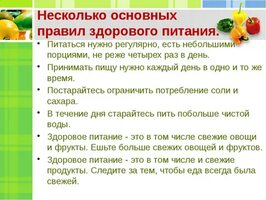 Несколько основных
правил здорового питания.
Питаться нужно регулярно, есть небольшими
порциями, не реже четырех раз в день.
Принимать пищу нужно каждый день в одно и то же
время.
Постарайтесь ограничить потребление соли и
сахара.
В течение дня старайтесь пить побольше чистой
воды.
Здоровое питание - это в том числе свежие овощи
и фрукты. Ешьте больше свежих овощей и фруктов.
Здоровое питание - это в том числе и свежие
продукты. Следите за тем, чтобы еда всегда была
свежей.